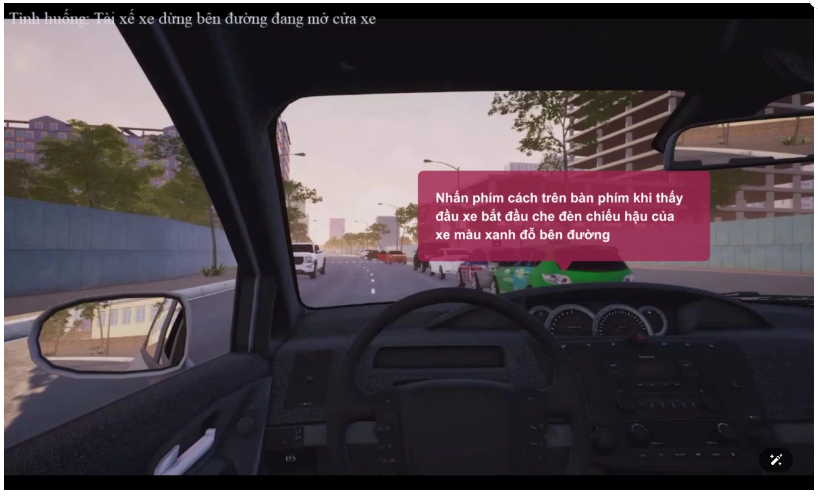 Tình huống: Tài xế xe dừng bên đường đang mở cửa xe
Nhấn phím cách trên bàn phím khi thấy
đầu xe bắt đầu che đèn chiếu hậu của
xe màu xanh đỗ bên đường